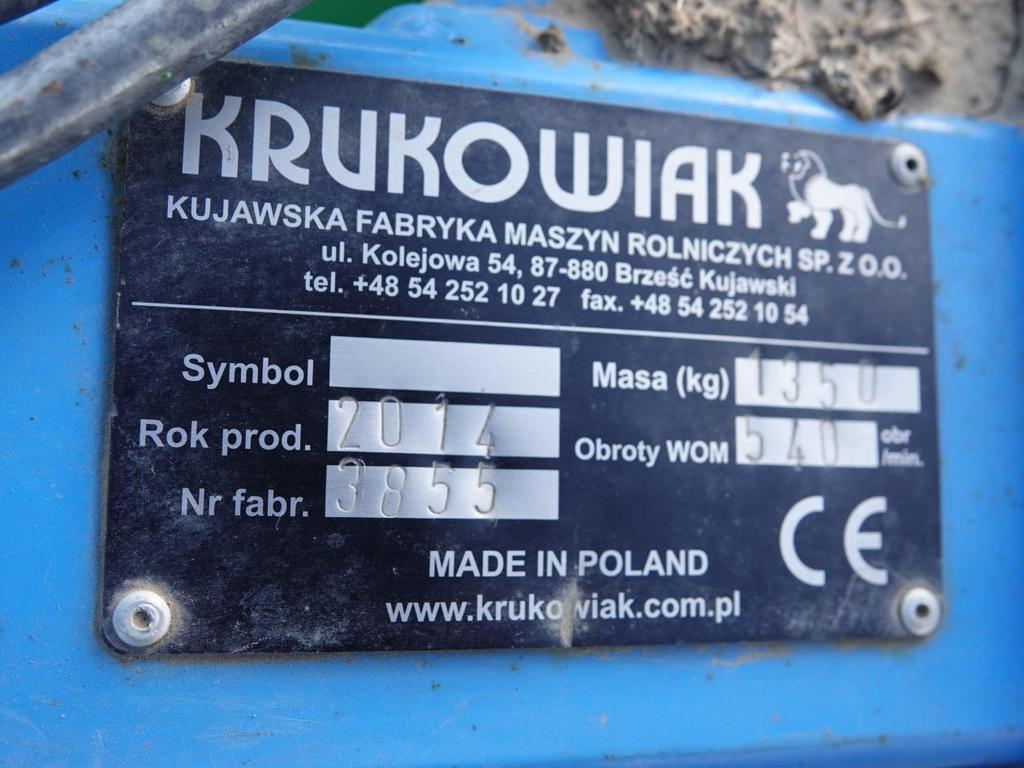 KRUKOWIAK
KUJAWSKA FABRYKA MASZYN ROLNICZYCH SP. Z O.O.
ul. Kolejowa 54, 87-880 Brześć Kujawski
tel. +48 54 252 10 27 fax. +48 54 252 10 54
Symbol
Masa (kg) 1350
Rok prod. 2014
Obroty WOM 540 obr/min.
Nr fabr. 3855
CE
MADE IN POLAND
www.krukowiak.com.pl